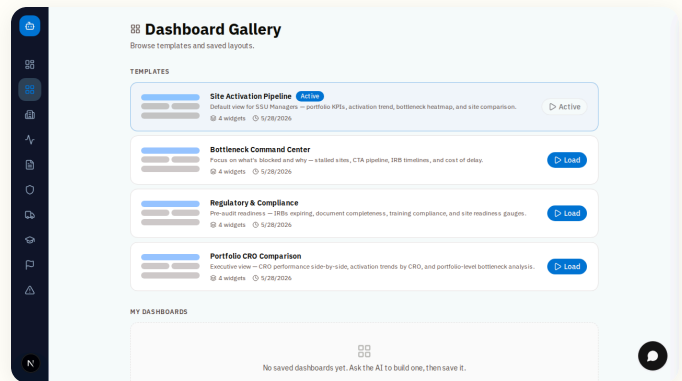 Dashboard Gallery
Browse templates and saved layouts.
TEMPLATES
Site Activation Pipeline Active
Default view for SSU Managers — portfolio KPIs, activation trend, bottleneck heatmap, and site comparison.
4 widgets 5/28/2026
Active
Bottleneck Command Center
Focus on what's blocked and why — stalled sites, CTA pipeline, IRB timelines, and cost of delay.
4 widgets 5/28/2026
Load
Regulatory & Compliance
Pre-audit readiness — IRBs expiring, document completeness, training compliance, and site readiness gauges.
4 widgets 5/28/2026
Load
Portfolio CRO Comparison
Executive view — CRO performance side-by-side, activation trends by CRO, and portfolio-level bottleneck analysis.
4 widgets 5/28/2026
Load
MY DASHBOARDS
No saved dashboards yet. Ask the AI to build one, then save it.
N